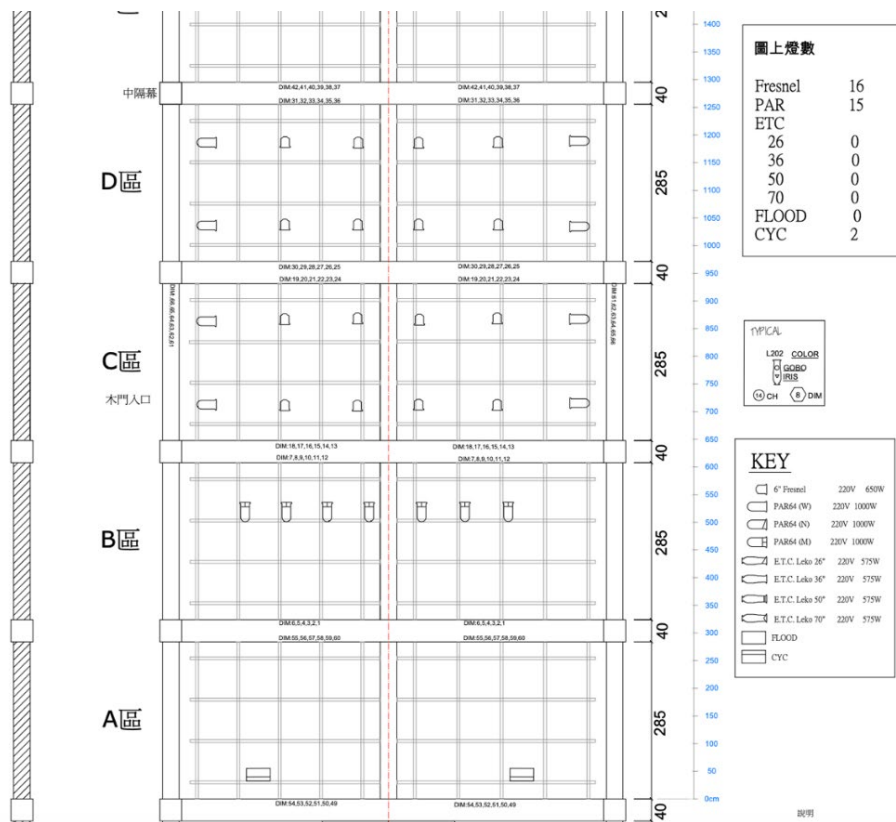 中隔幕
DIM:42,41,40,39,38,37
DIM:42,41,40,39,38,37
DIM:31,32,33,34,35,36
DIM:31,32,33,34,35,36
40
D區
285
DIM:30,29,28,27,26,25
DIM:30,29,28,27,26,25
DIM:19,20,21,22,23,24
DIM:19,20,21,22,23,24
40
C區
285
木門入口
DIM:18,17,16,15,14,13
DIM:18,17,16,15,14,13
DIM:7,8,9,10,11,12
DIM:7,8,9,10,11,12
40
B區
285
DIM:6,5,4,3,2,1
DIM:6,5,4,3,2,1
DIM:55,56,57,58,59,60
DIM:55,56,57,58,59,60
40
A區
285
DIM:54,53,52,51,50,49
DIM:54,53,52,51,50,49
40
1400
1350
1300
1250
1200
1150
1100
1050
1000
950
900
850
800
750
700
650
600
550
500
450
400
350
300
250
200
150
100
50
0cm
圖上燈數
Fresnel 16
PAR 15
ETC
26 0
36 0
50 0
70 0
FLOOD 0
CYC 2
TYPICAL
L202 COLOR
GOBO
IRIS
14 CH 8 DIM
KEY
6" Fresnel 220V 650W
PAR64 (W) 220V 1000W
PAR64 (N) 220V 1000W
PAR64 (M) 220V 1000W
E.T.C. Leko 26° 220V 575W
E.T.C. Leko 36° 220V 575W
E.T.C. Leko 50° 220V 575W
E.T.C. Leko 70° 220V 575W
FLOOD
CYC
說明